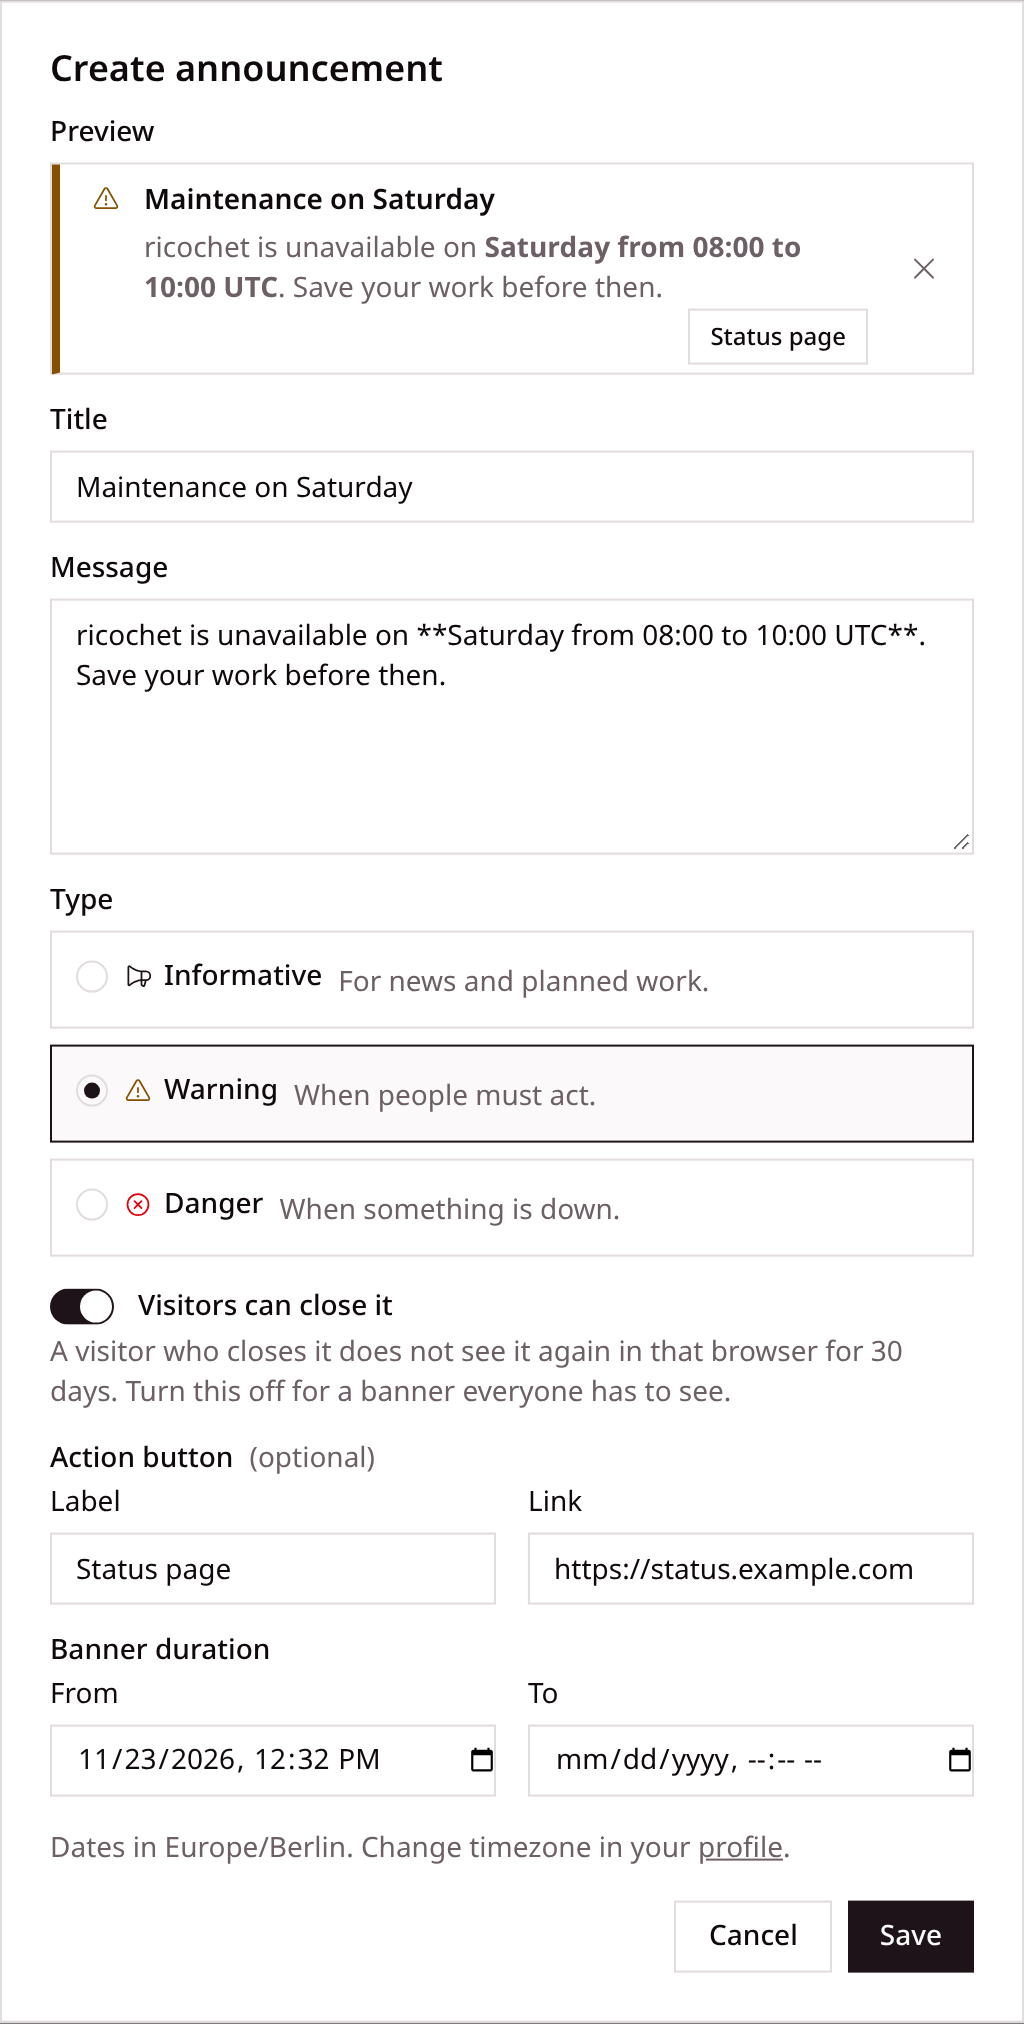 Create announcement
Preview
Maintenance on Saturday
ricochet is unavailable on Saturday from 08:00 to
10:00 UTC. Save your work before then.
Status page
Title
Maintenance on Saturday
Message
ricochet is unavailable on **Saturday from 08:00 to 10:00 UTC**.
Save your work before then.
Type
Informative For news and planned work.
Warning When people must act.
Danger When something is down.
Visitors can close it
A visitor who closes it does not see it again in that browser for 30
days. Turn this off for a banner everyone has to see.
Action button (optional)
Label Link
Status page https://status.example.com
Banner duration
From To
11/23/2026, 12:32 PM mm/dd/yyyy, --:-- --
Dates in Europe/Berlin. Change timezone in your profile.
Cancel Save